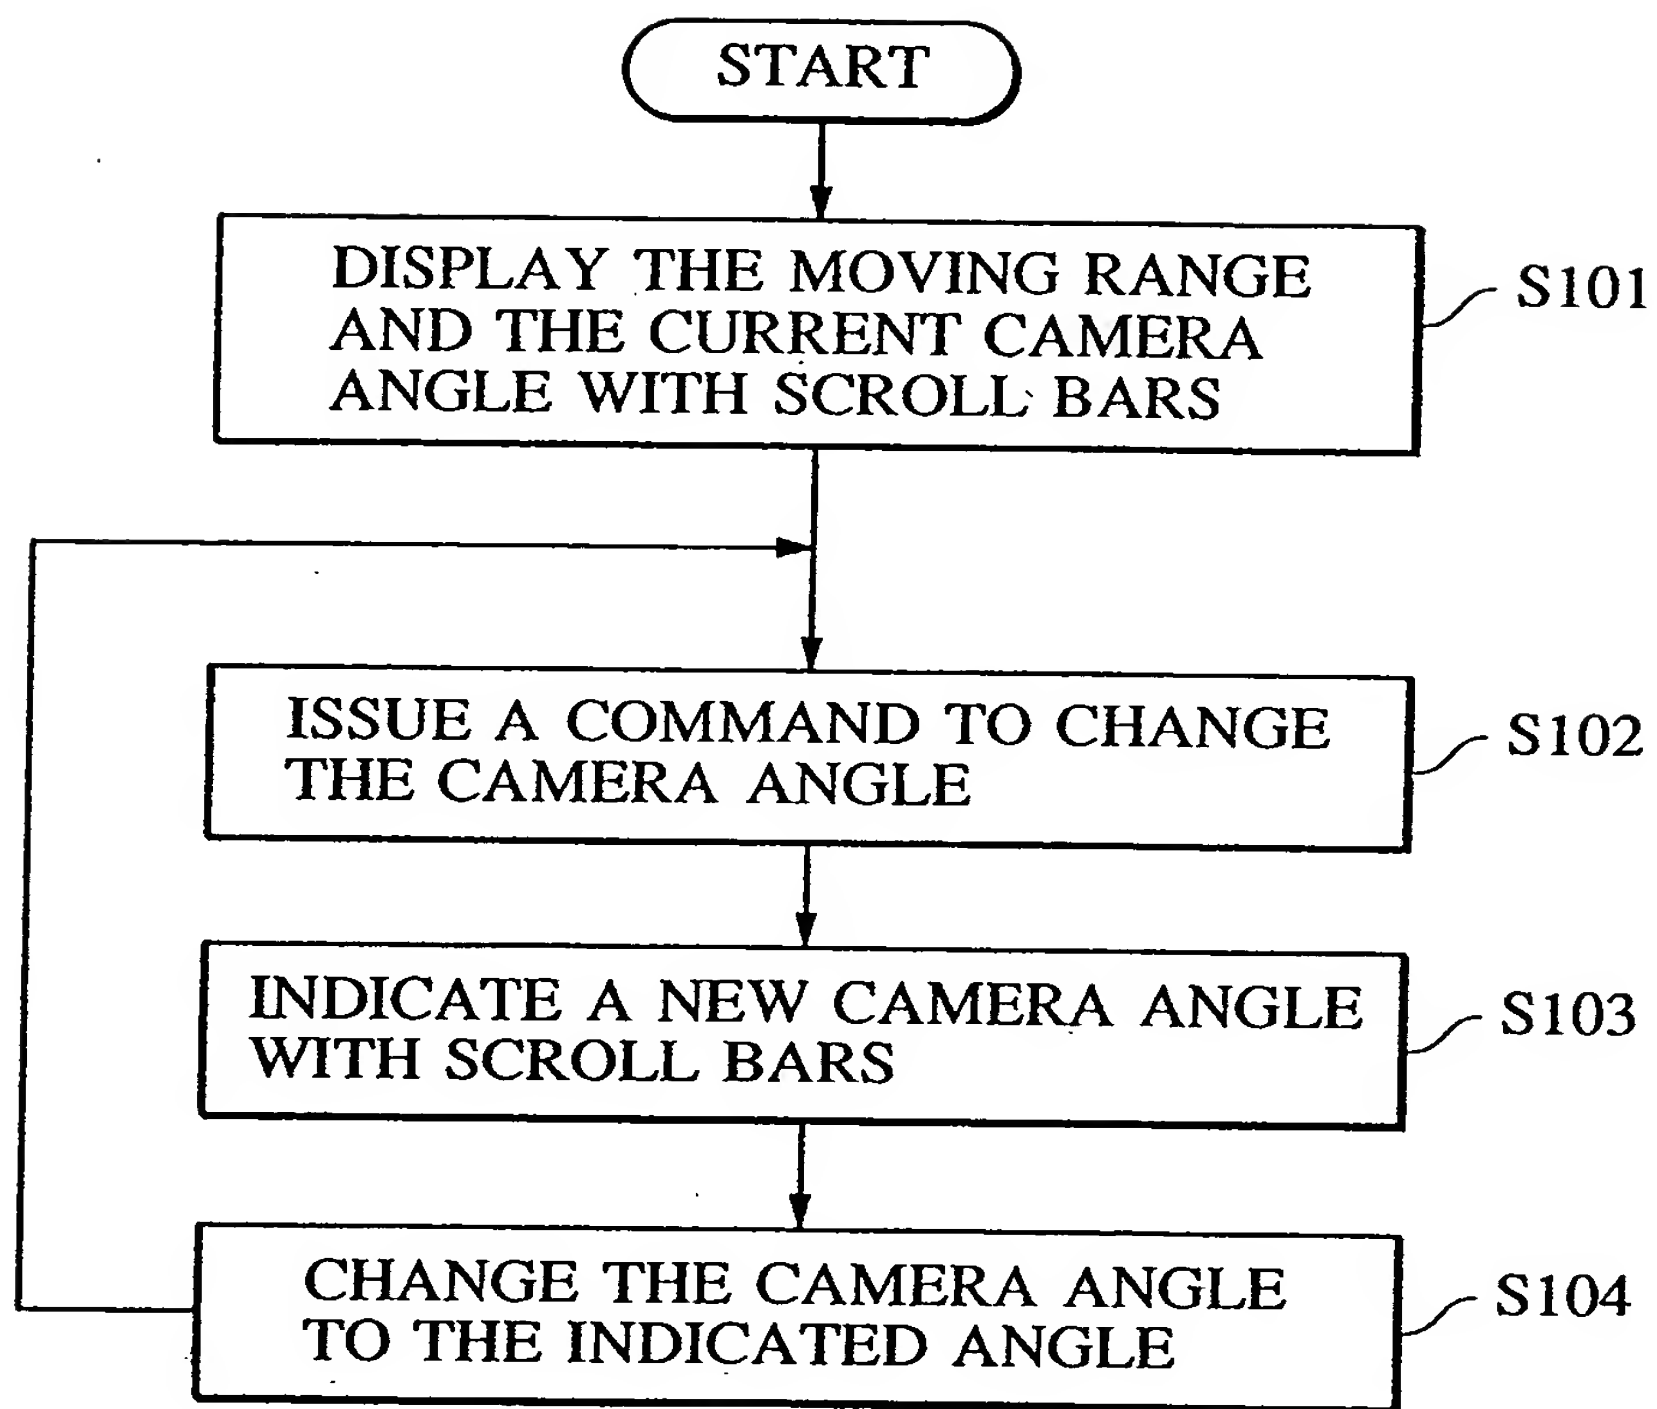 START
DISPLAY THE MOVING RANGE
AND THE CURRENT CAMERA
ANGLE WITH SCROLL BARS
S101
ISSUE A COMMAND TO CHANGE
THE CAMERA ANGLE
S102
INDICATE A NEW CAMERA ANGLE
WITH SCROLL BARS
S103
CHANGE THE CAMERA ANGLE
TO THE INDICATED ANGLE
S104